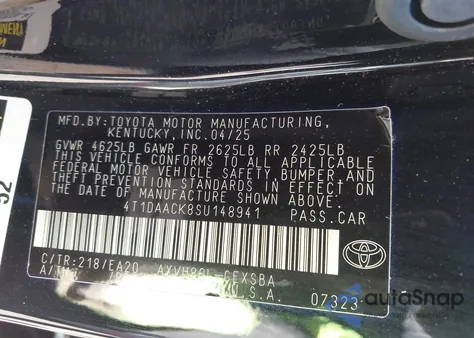 MFD.BY:TOYOTA MOTOR MANUFACTURING,
KENTUCKY,INC.04/25
GVWR 4625LB GAWR FR 2625LB RR 2425LB
THIS VEHICLE CONFORMS TO ALL APPLICABLE
FEDERAL MOTOR VEHICLE SAFETY,BUMPER,AND
THEFT PREVENTION STANDARDS IN EFFECT ON
THE DATE OF MANUFACTURE SHOWN ABOVE.
4T1DAACK8SU148941 PASS.CAR
C/TR:218/EA20
A/TM:
U.S.A. 07323
autoSnap
92